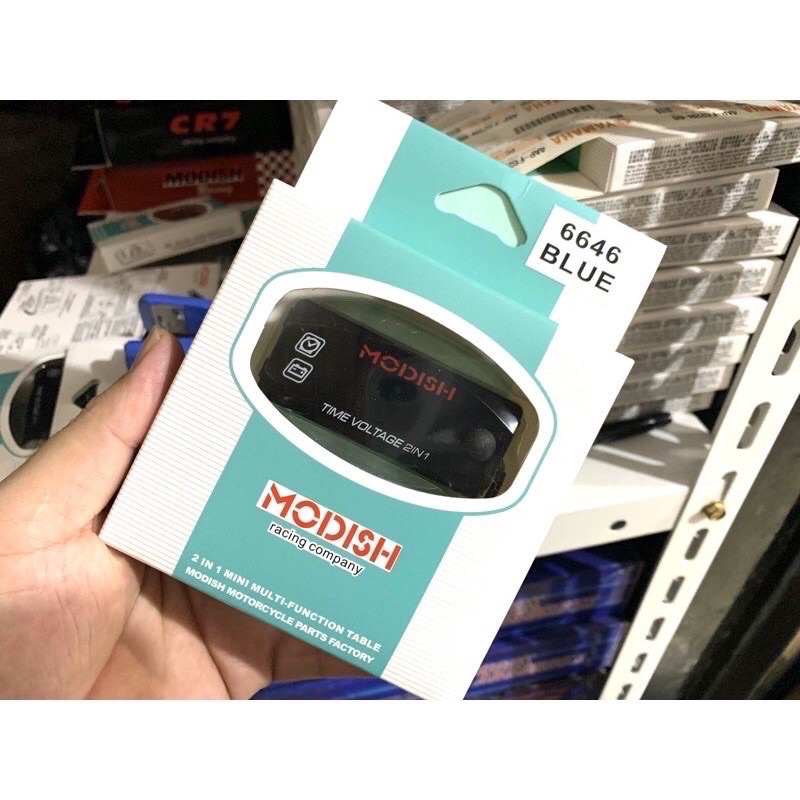 CR7
MODISH
YAMAHA
6646
BLUE
MODISH
TIME VOLTAGE 2IN1
MODISH
racing company
2 IN 1 MINI MULTI-FUNCTION TABLE
MODISH MOTORCYCLE PARTS FACTORY